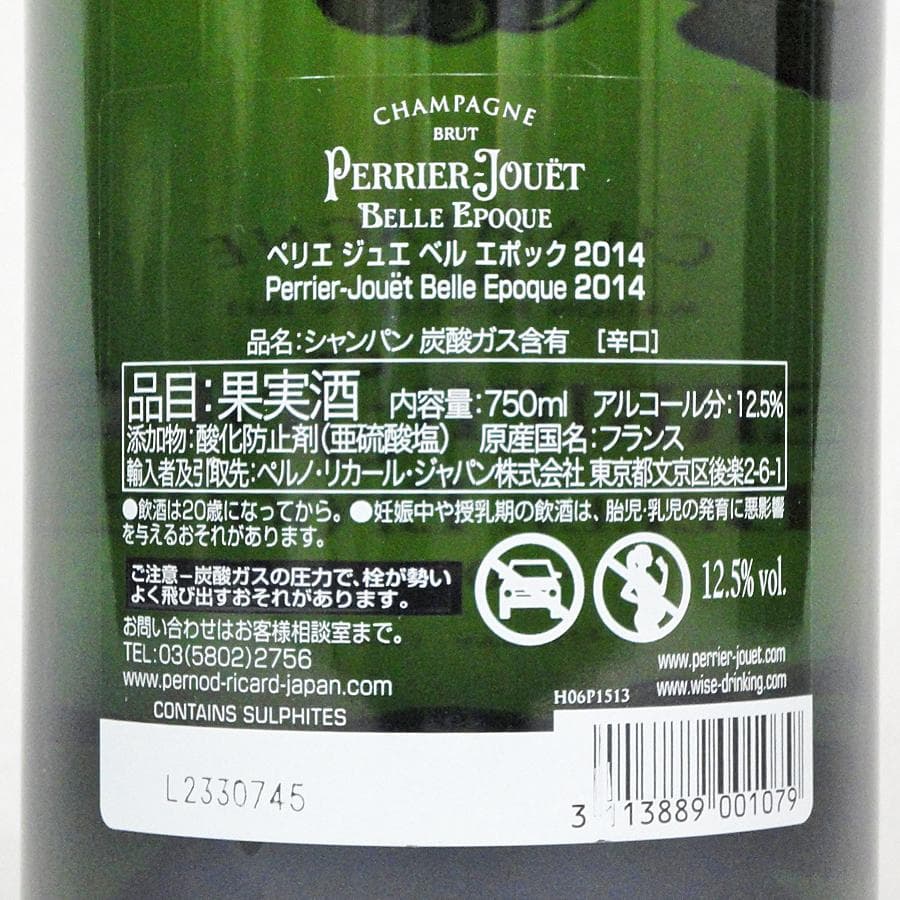 CHAMPAGNE
BRUT
PERRIER-JOUËT
BELLE EPOQUE
ペリエ ジュエ ベル エポック 2014
Perrier-Jouët Belle Epoque 2014
品名:シャンパン 炭酸ガス含有 [辛口]
品目:果実酒 内容量:750ml アルコール分:12.5%
添加物:酸化防止剤(亜硫酸塩) 原産国名:フランス
輸入者及引取先:ペルノ・リカール・ジャパン株式会社 東京都文京区後楽2-6-1
●飲酒は20歳になってから。●妊娠中や授乳期の飲酒は、胎児・乳児の発育に悪影響
を与えるおそれがあります。
ご注意－炭酸ガスの圧力で、栓が勢い
よく飛び出すおそれがあります。
12.5% vol.
お問い合わせはお客様相談室まで。
TEL:03(5802)2756
www.pernod-ricard-japan.com
www.perrier-jouet.com
www.wise-drinking.com
CONTAINS SULPHITES
H06P1513
L2330745
3 113889 001079